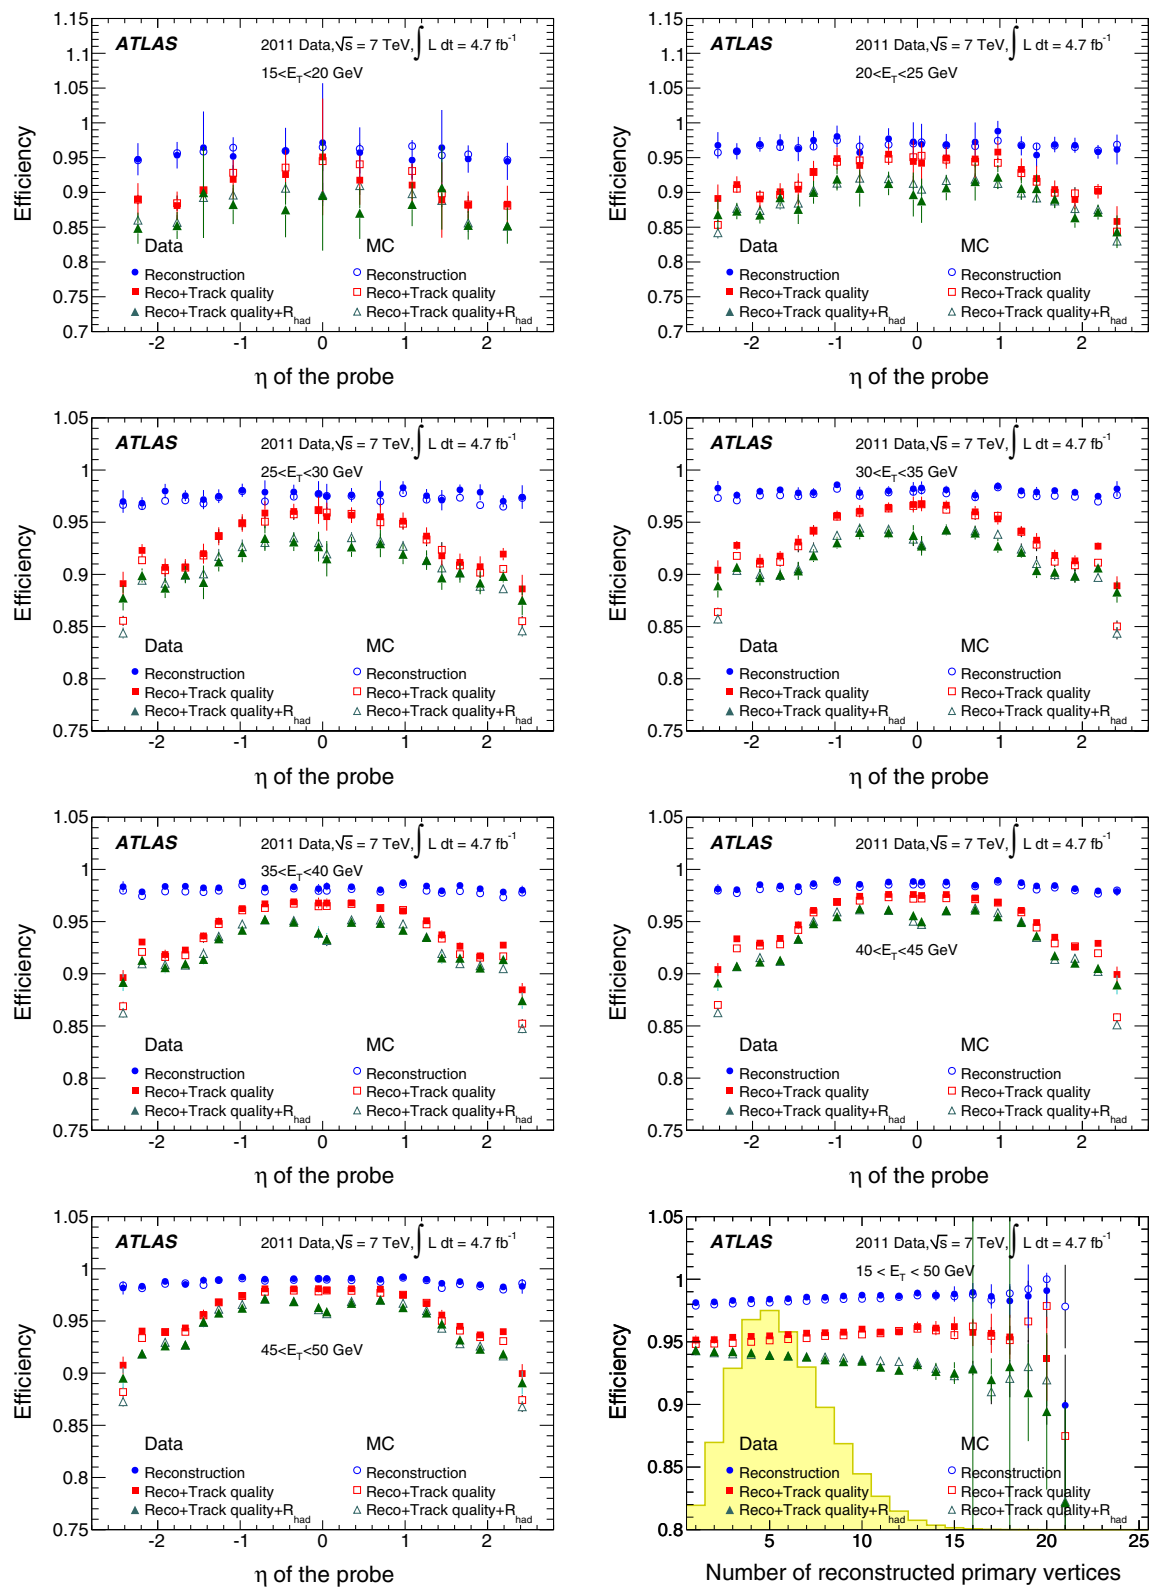 ATLAS 2011 Data, √s = 7 TeV, ∫ L dt = 4.7 fb⁻¹
15<E_T<20 GeV
Efficiency
1.15
1.1
1.05
1
0.95
0.9
0.85
0.8
0.75
0.7
Data MC
Reconstruction Reconstruction
Reco+Track quality Reco+Track quality
Reco+Track quality+R_had Reco+Track quality+R_had
-2 -1 0 1 2
η of the probe
ATLAS 2011 Data, √s = 7 TeV, ∫ L dt = 4.7 fb⁻¹
20<E_T<25 GeV
Efficiency
1.15
1.1
1.05
1
0.95
0.9
0.85
0.8
0.75
0.7
Data MC
Reconstruction Reconstruction
Reco+Track quality Reco+Track quality
Reco+Track quality+R_had Reco+Track quality+R_had
-2 -1 0 1 2
η of the probe
ATLAS 2011 Data, √s = 7 TeV, ∫ L dt = 4.7 fb⁻¹
25<E_T<30 GeV
Efficiency
1.05
1
0.95
0.9
0.85
0.8
0.75
Data MC
Reconstruction Reconstruction
Reco+Track quality Reco+Track quality
Reco+Track quality+R_had Reco+Track quality+R_had
-2 -1 0 1 2
η of the probe
ATLAS 2011 Data, √s = 7 TeV, ∫ L dt = 4.7 fb⁻¹
30<E_T<35 GeV
Efficiency
1.05
1
0.95
0.9
0.85
0.8
0.75
Data MC
Reconstruction Reconstruction
Reco+Track quality Reco+Track quality
Reco+Track quality+R_had Reco+Track quality+R_had
-2 -1 0 1 2
η of the probe
ATLAS 2011 Data, √s = 7 TeV, ∫ L dt = 4.7 fb⁻¹
35<E_T<40 GeV
Efficiency
1.05
1
0.95
0.9
0.85
0.8
0.75
Data MC
Reconstruction Reconstruction
Reco+Track quality Reco+Track quality
Reco+Track quality+R_had Reco+Track quality+R_had
-2 -1 0 1 2
η of the probe
ATLAS 2011 Data, √s = 7 TeV, ∫ L dt = 4.7 fb⁻¹
40<E_T<45 GeV
Efficiency
1.05
1
0.95
0.9
0.85
0.8
0.75
Data MC
Reconstruction Reconstruction
Reco+Track quality Reco+Track quality
Reco+Track quality+R_had Reco+Track quality+R_had
-2 -1 0 1 2
η of the probe
ATLAS 2011 Data, √s = 7 TeV, ∫ L dt = 4.7 fb⁻¹
45<E_T<50 GeV
Efficiency
1.05
1
0.95
0.9
0.85
0.8
0.75
Data MC
Reconstruction Reconstruction
Reco+Track quality Reco+Track quality
Reco+Track quality+R_had Reco+Track quality+R_had
-2 -1 0 1 2
η of the probe
ATLAS 2011 Data, √s = 7 TeV, ∫ L dt = 4.7 fb⁻¹
15 < E_T < 50 GeV
Efficiency
1.05
1
0.95
0.9
0.85
0.8
Data MC
Reconstruction Reconstruction
Reco+Track quality Reco+Track quality
Reco+Track quality+R_had Reco+Track quality+R_had
5 10 15 20 25
Number of reconstructed primary vertices